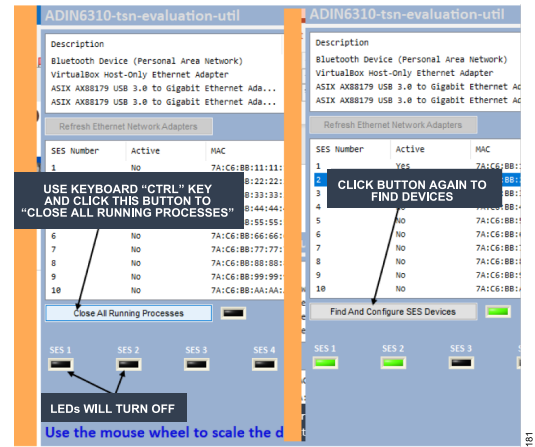 ADIN6310-tsn-evaluation-util
Description
Bluetooth Device (Personal Area Network)
VirtualBox Host-Only Ethernet Adapter
ASIX AX88179 USB 3.0 to Gigabit Ethernet Ada...
ASIX AX88179 USB 3.0 to Gigabit Ethernet Ada...
Refresh Ethernet Network Adapters
SES Number Active MAC
1 No 7A:C6:BB:11:11:
B:22:22:
B:33:33:
B:44:44:
B:55:55:
USE KEYBOARD “CTRL” KEY
AND CLICK THIS BUTTON TO
“CLOSE ALL RUNNING PROCESSES”
No 7A:C6:BB:66:66:
7 No 7A:C6:BB:77:77:
8 No 7A:C6:BB:88:88:
9 No 7A:C6:BB:99:99:
10 No 7A:C6:BB:AA:AA:
Close All Running Processes
SES 1 SES 2 SES 3 SES 4
LEDs WILL TURN OFF
Use the mouse wheel to scale the d
ADIN6310-tsn-evaluation-util
Description
Bluetooth Device (Personal Area Network)
VirtualBox Host-Only Ethernet Adapter
ASIX AX88179 USB 3.0 to Gigabit Ethernet Ad
ASIX AX88179 USB 3.0 to Gigabit Ethernet Ad
Refresh Ethernet Network Adapters
SES Number Active MAC
1 Yes 7A:C6:BB:
2
3
4
CLICK BUTTON AGAIN TO
FIND DEVICES
5 No 7A:C6:BB:
6 No 7A:C6:BB:
7 No 7A:C6:BB:
8 No 7A:C6:BB:
9 No 7A:C6:BB:
10 No 7A:C6:BB:
Find And Configure SES Devices
SES 1 SES 2 SES 3
181